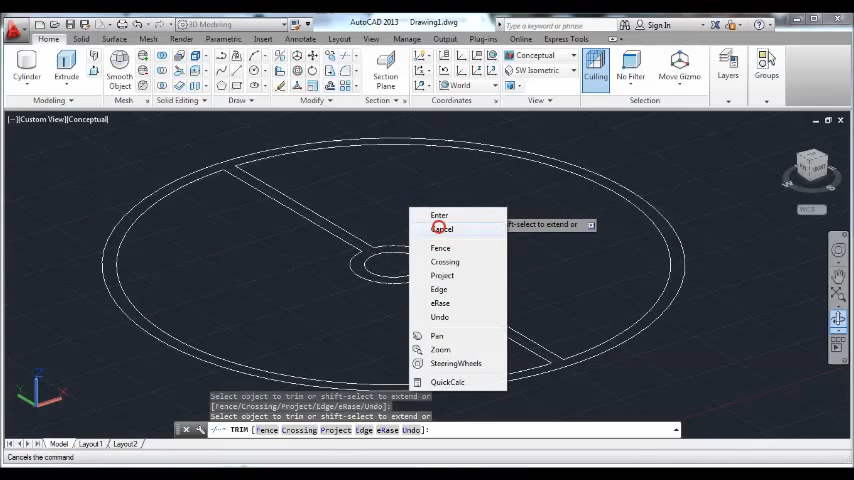 3D Modeling
AutoCAD 2013 Drawing1.dwg
Type a keyword or phrase
Sign In
Home Solid Surface Mesh Render Parametric Insert Annotate Layout View Manage Output Plug-ins Online Express Tools
Cylinder
Extrude
Smooth Object
Section Plane
World
Conceptual
SW Isometric
Culling
No Filter
Move Gizmo
Layers
Groups
Modeling
Mesh
Solid Editing
Draw
Modify
Section
Coordinates
View
Selection
[−][Custom View][Conceptual]
FRONT
WCS
Enter
Cancel
ift-select to extend or
Fence
Crossing
Project
Edge
eRase
Undo
Pan
Zoom
SteeringWheels
QuickCalc
X
Select object to trim or shift-select to extend or
[Fence/Crossing/Project/Edge/eRase/Undo]:
Select object to trim or shift-select to extend or
TRIM [Fence Crossing Project Edge eRase Undo]:
Model Layout1 Layout2
Cancels the command